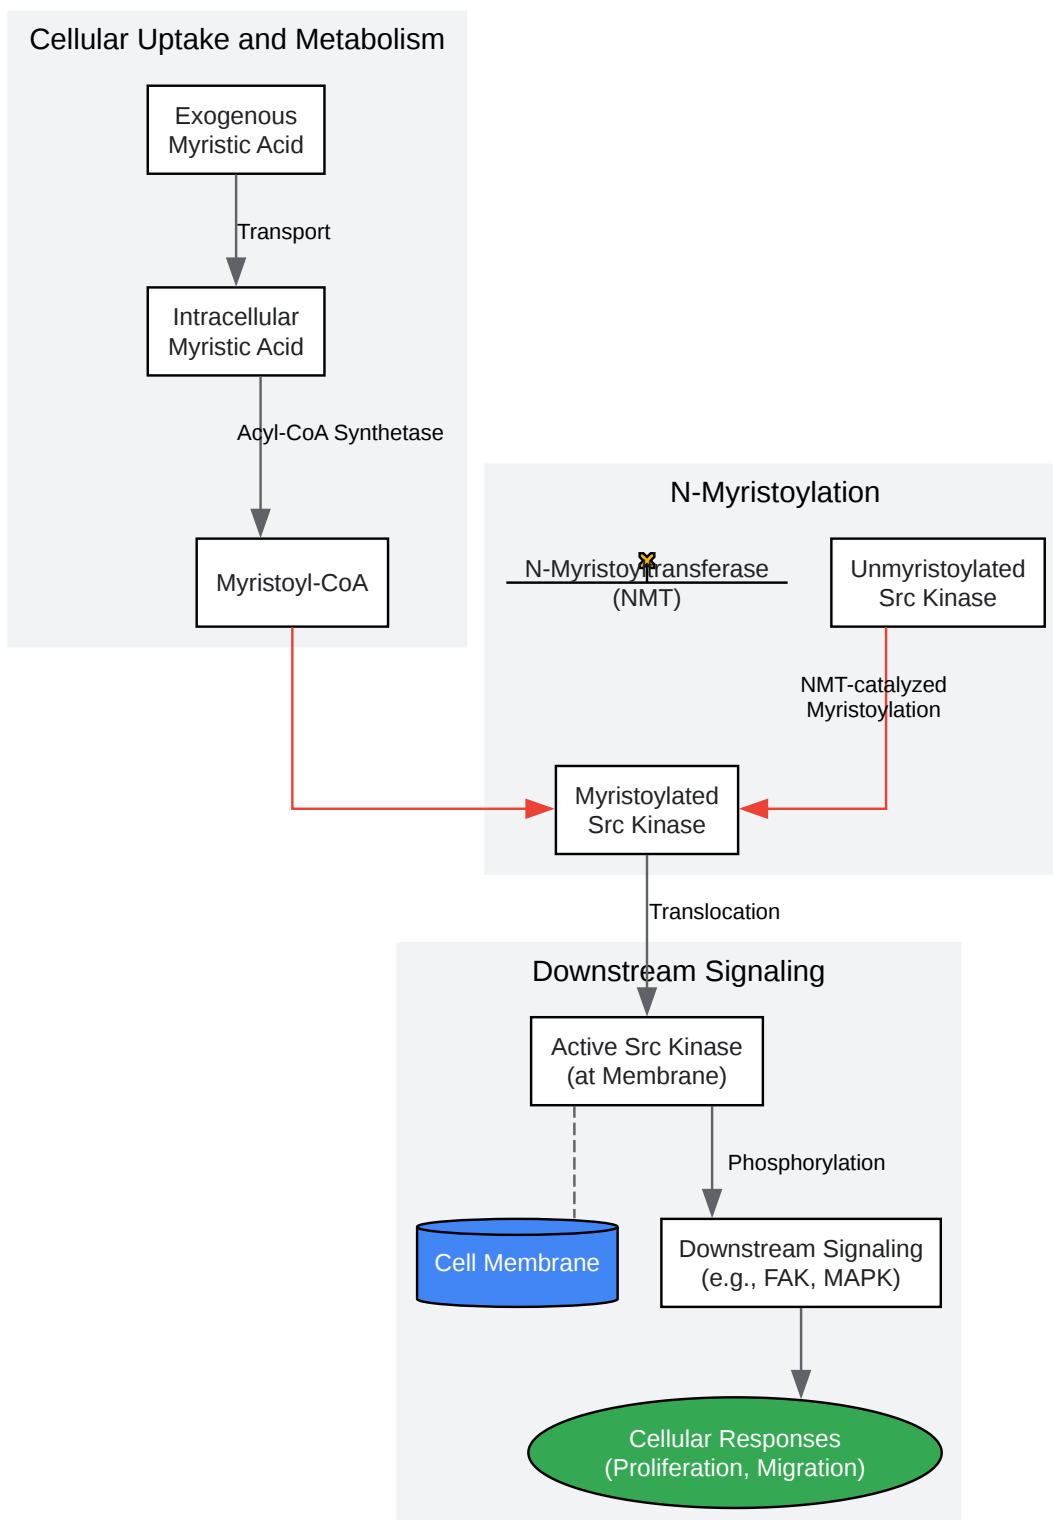 Cellular Uptake and Metabolism
Exogenous
Myristic Acid
Transport
Intracellular
Myristic Acid
Acyl-CoA Synthetase
Myristoyl-CoA
N-Myristoylation
N-Myristoyltransferase
(NMT)
Unmyristoylated
Src Kinase
NMT-catalyzed
Myristoylation
Myristoylated
Src Kinase
Translocation
Downstream Signaling
Active Src Kinase
(at Membrane)
Phosphorylation
Cell Membrane
Downstream Signaling
(e.g., FAK, MAPK)
Cellular Responses
(Proliferation, Migration)